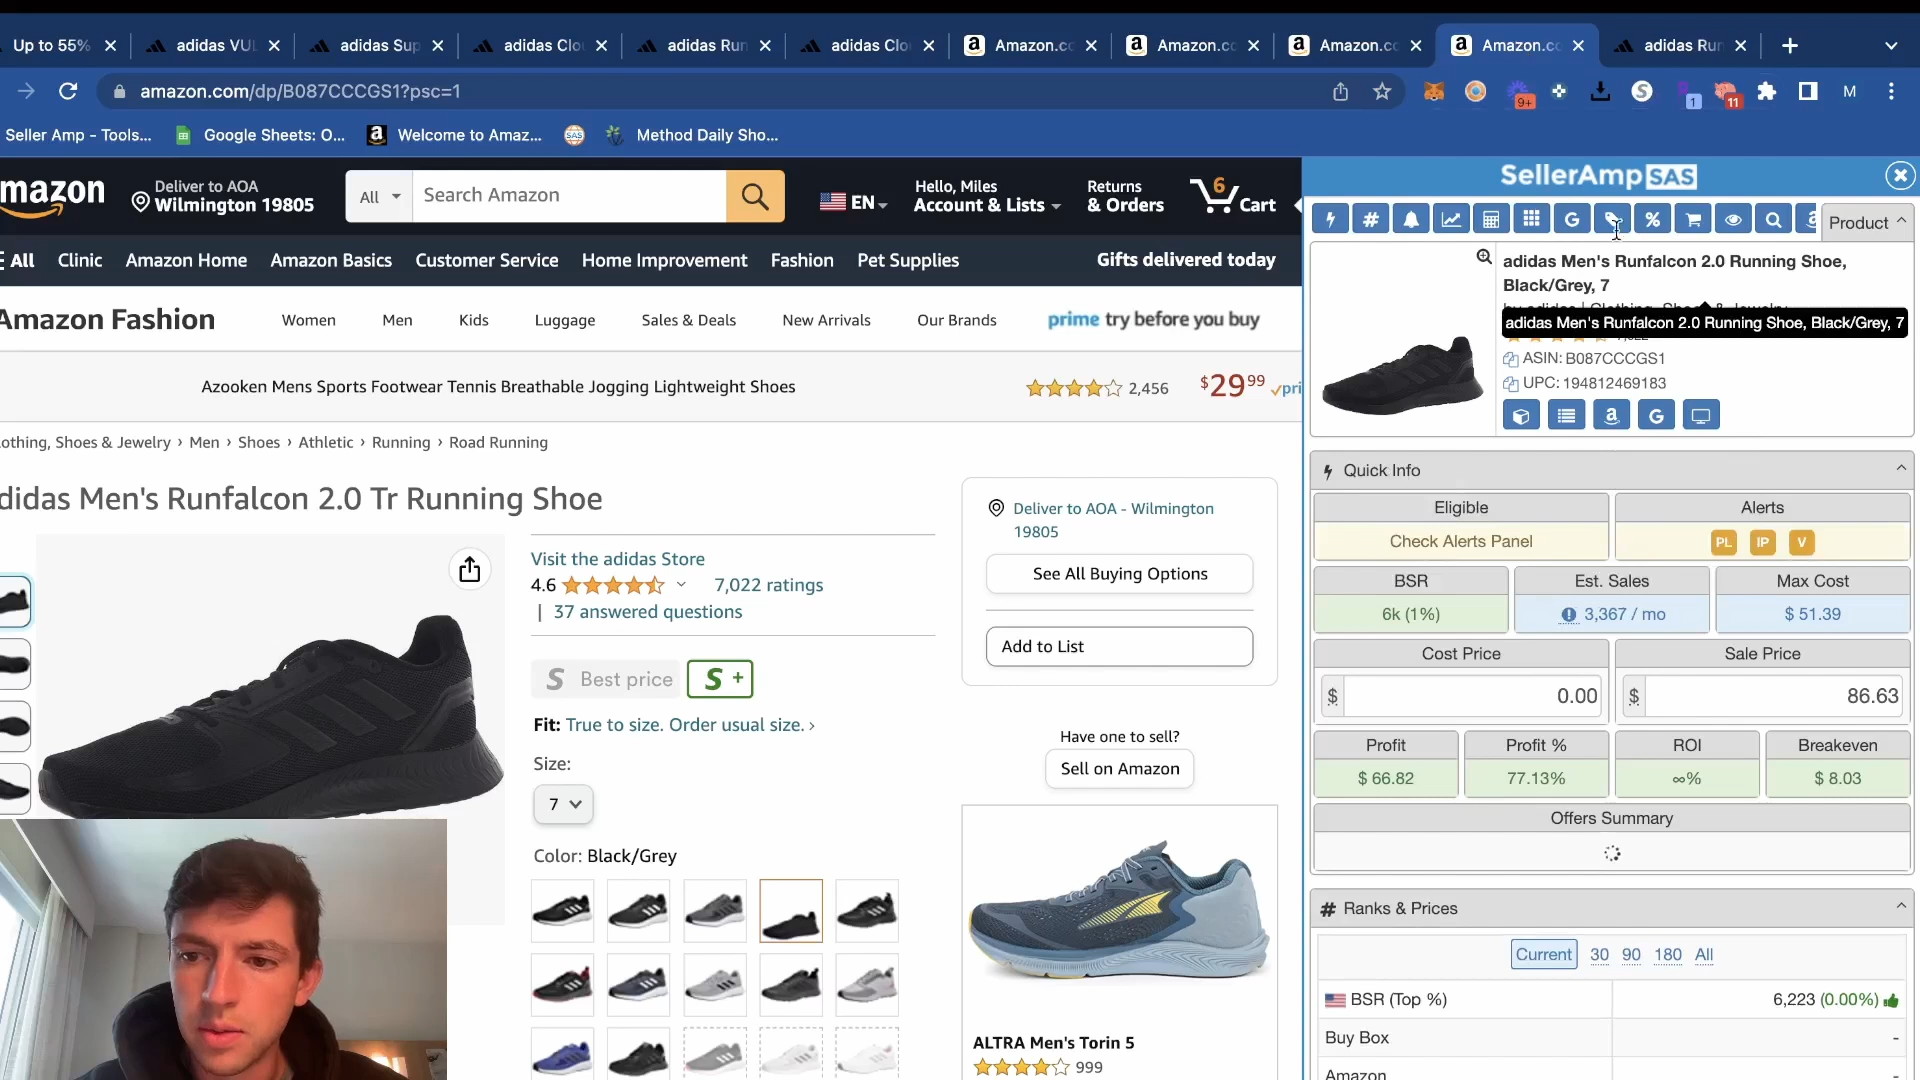 Up to 55%
adidas VUL
adidas Sup
adidas Clo
adidas Run
adidas Clo
Amazon.co
Amazon.co
Amazon.co
Amazon.co
adidas Run
amazon.com/dp/B087CCCGS1?psc=1
9+
1
11
M
Seller Amp - Tools...
Google Sheets: O...
Welcome to Amaz...
SAS
Method Daily Sho...
mazon
Deliver to AOA
Wilmington 19805
All
Search Amazon
EN
Hello, Miles
Account & Lists
Returns
& Orders
6
Cart
All
Clinic
Amazon Home
Amazon Basics
Customer Service
Home Improvement
Fashion
Pet Supplies
Gifts delivered today
Amazon Fashion
Women
Men
Kids
Luggage
Sales & Deals
New Arrivals
Our Brands
prime try before you buy
Azooken Mens Sports Footwear Tennis Breathable Jogging Lightweight Shoes
2,456
$29⁹⁹
pri
lothing, Shoes & Jewelry › Men › Shoes › Athletic › Running › Road Running
didas Men's Runfalcon 2.0 Tr Running Shoe
Visit the adidas Store
4.6
7,022 ratings
| 37 answered questions
S Best price
S +
Fit: True to size. Order usual size. ›
Size:
7
Color: Black/Grey
Deliver to AOA - Wilmington
19805
See All Buying Options
Add to List
Have one to sell?
Sell on Amazon
ALTRA Men's Torin 5
999
SellerAmp SAS
Product
adidas Men's Runfalcon 2.0 Running Shoe,
Black/Grey, 7
adidas Men's Runfalcon 2.0 Running Shoe, Black/Grey, 7
ASIN: B087CCCGS1
UPC: 194812469183
Quick Info
Eligible
Alerts
Check Alerts Panel
PL
IP
V
BSR
Est. Sales
Max Cost
6k (1%)
3,367 / mo
$ 51.39
Cost Price
Sale Price
$ 0.00
$ 86.63
Profit
Profit %
ROI
Breakeven
$ 66.82
77.13%
∞%
$ 8.03
Offers Summary
# Ranks & Prices
Current 30 90 180 All
BSR (Top %)
6,223 (0.00%)
Buy Box
-
Amazon